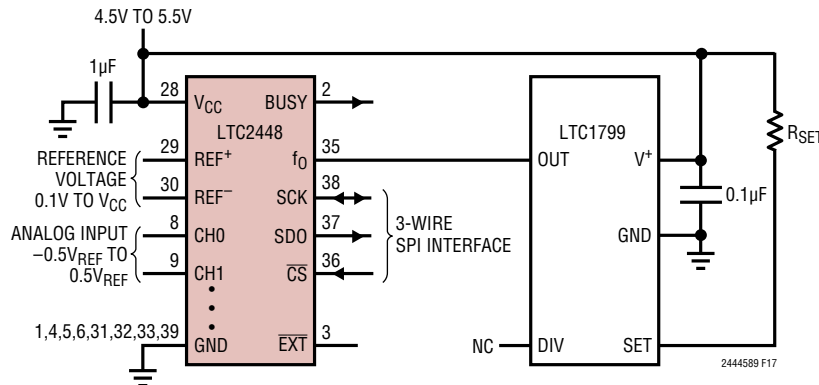 4.5V TO 5.5V
1µF
28
VCC
BUSY
2
LTC2448
LTC1799
RSET
REFERENCE
VOLTAGE
0.1V TO VCC
29
REF+
fO
35
OUT
V+
30
REF–
SCK
38
0.1µF
ANALOG INPUT
–0.5VREF TO
0.5VREF
8
CH0
SDO
37
3-WIRE
SPI INTERFACE
GND
9
CH1
CS
36
1,4,5,6,31,32,33,39
GND
EXT
3
NC
DIV
SET
2444589 F17